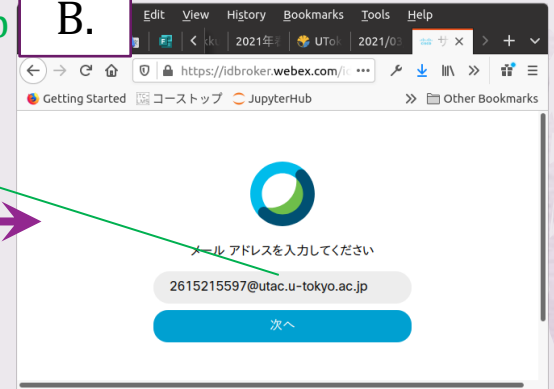 B.
Edit View History Bookmarks Tools Help
2021年 UTok 2021/03 サ
https://idbroker.webex.com/
Getting Started コーストップ JupyterHub Other Bookmarks
メール アドレスを入力してください
2615215597@utac.u-tokyo.ac.jp
次へ